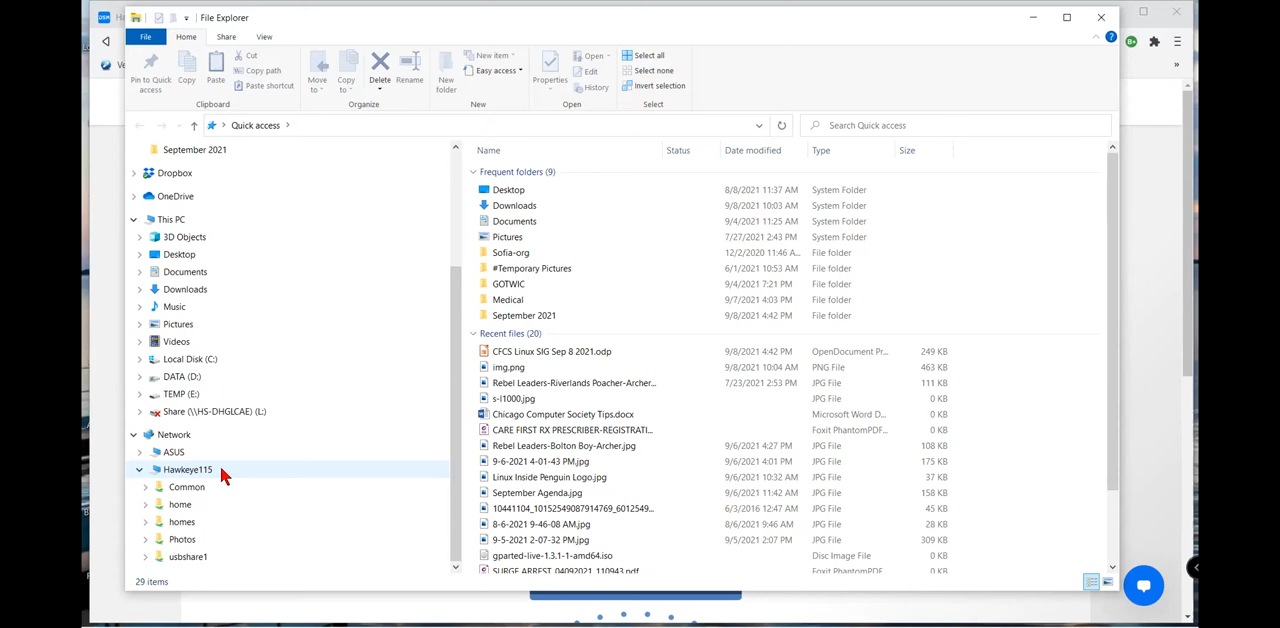 DSM Ha
File Explorer
File Home Share View
Pin to Quick access
Copy
Paste
Cut
Copy path
Paste shortcut
Clipboard
Move to
Copy to
Delete
Rename
Organize
New folder
New item
Easy access
New
Properties
Open
Edit
History
Open
Select all
Select none
Invert selection
Select
Quick access
Search Quick access
September 2021
Dropbox
OneDrive
This PC
3D Objects
Desktop
Documents
Downloads
Music
Pictures
Videos
Local Disk (C:)
DATA (D:)
TEMP (E:)
Share (\\HS-DHGLCAE) (L:)
Network
ASUS
Hawkeye115
Common
home
homes
Photos
usbshare1
Name Status Date modified Type Size
Frequent folders (9)
Desktop 8/8/2021 11:37 AM System Folder
Downloads 9/8/2021 10:03 AM System Folder
Documents 9/4/2021 11:25 AM System Folder
Pictures 7/27/2021 2:43 PM System Folder
Sofia-org 12/2/2020 11:46 A... File folder
#Temporary Pictures 6/1/2021 10:53 AM File folder
GOTWIC 9/4/2021 7:21 PM File folder
Medical 9/7/2021 4:03 PM File folder
September 2021 9/8/2021 4:42 PM File folder
Recent files (20)
CFCS Linux SIG Sep 8 2021.odp 9/8/2021 4:42 PM OpenDocument Pr... 249 KB
img.png 9/8/2021 10:04 AM PNG File 463 KB
Rebel Leaders-Riverlands Poacher-Archer... 7/23/2021 2:53 PM JPG File 111 KB
s-l1000.jpg JPG File 0 KB
Chicago Computer Society Tips.docx Microsoft Word D... 0 KB
CARE FIRST RX PRESCRIBER-REGISTRATI... Foxit PhantomPDF... 0 KB
Rebel Leaders-Bolton Boy-Archer.jpg 9/6/2021 4:27 PM JPG File 108 KB
9-6-2021 4-01-43 PM.jpg 9/6/2021 4:01 PM JPG File 175 KB
Linux Inside Penguin Logo.jpg 9/6/2021 10:32 AM JPG File 37 KB
September Agenda.jpg 9/6/2021 11:42 AM JPG File 158 KB
10441104_10152549087914769_6012549... 6/3/2016 12:47 AM JPG File 45 KB
8-6-2021 9-46-08 AM.jpg 8/6/2021 9:46 AM JPG File 28 KB
9-5-2021 2-07-32 PM.jpg 9/5/2021 2:07 PM JPG File 309 KB
gparted-live-1.3.1-1-amd64.iso Disc Image File 0 KB
SURGE ARREST_04092021_110943.pdf Foxit PhantomPDF... 0 KB
29 items